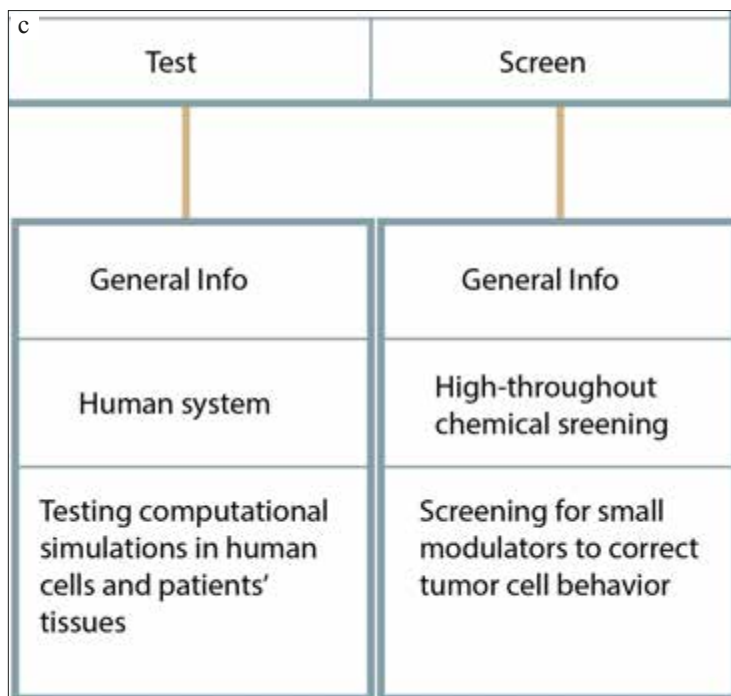 c
Test
Screen
General Info
General Info
Human system
High-throughout
chemical sreening
Testing computational
simulations in human
cells and patients'
tissues
Screening for small
modulators to correct
tumor cell behavior